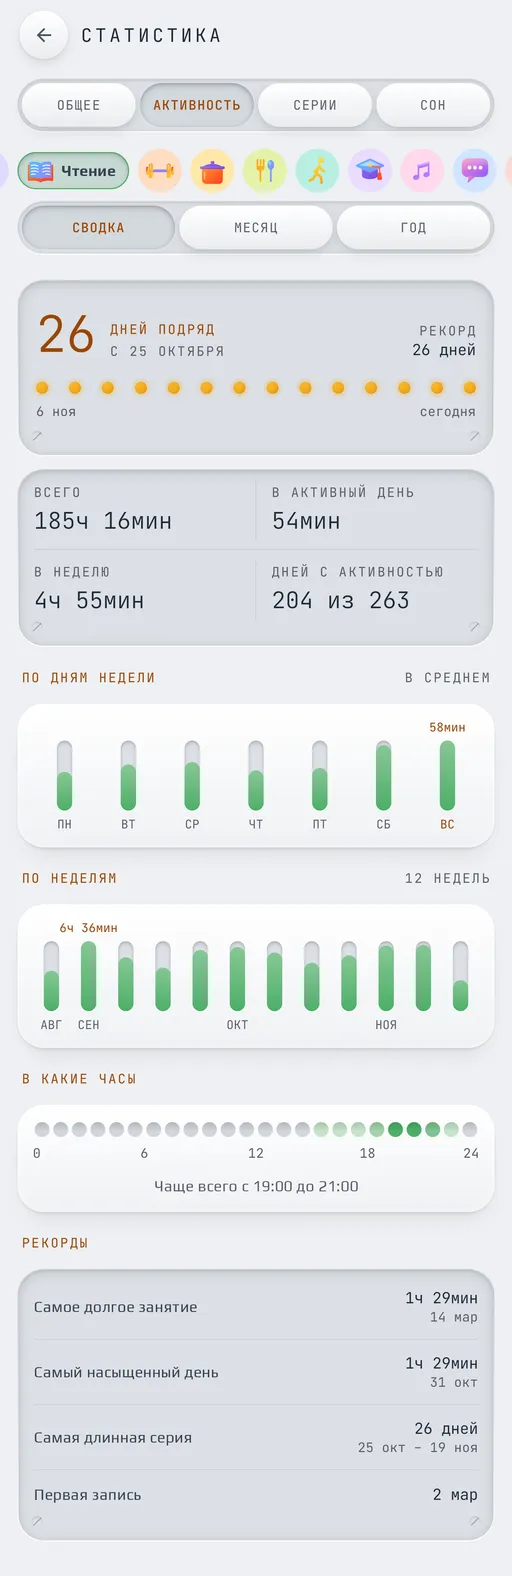 СТАТИСТИКА
ОБЩЕЕ АКТИВНОСТЬ СЕРИИ СОН
Чтение
СВОДКА МЕСЯЦ ГОД
26 ДНЕЙ ПОДРЯД
С 25 ОКТЯБРЯ
РЕКОРД
26 дней
6 ноя сегодня
ВСЕГО
185ч 16мин
В АКТИВНЫЙ ДЕНЬ
54мин
В НЕДЕЛЮ
4ч 55мин
ДНЕЙ С АКТИВНОСТЬЮ
204 из 263
ПО ДНЯМ НЕДЕЛИ В СРЕДНЕМ
58мин
ПН ВТ СР ЧТ ПТ СБ ВС
ПО НЕДЕЛЯМ 12 НЕДЕЛЬ
6ч 36мин
АВГ СЕН ОКТ НОЯ
В КАКИЕ ЧАСЫ
0 6 12 18 24
Чаще всего с 19:00 до 21:00
РЕКОРДЫ
Самое долгое занятие 1ч 29мин
14 мар
Самый насыщенный день 1ч 29мин
31 окт
Самая длинная серия 26 дней
25 окт – 19 ноя
Первая запись 2 мар